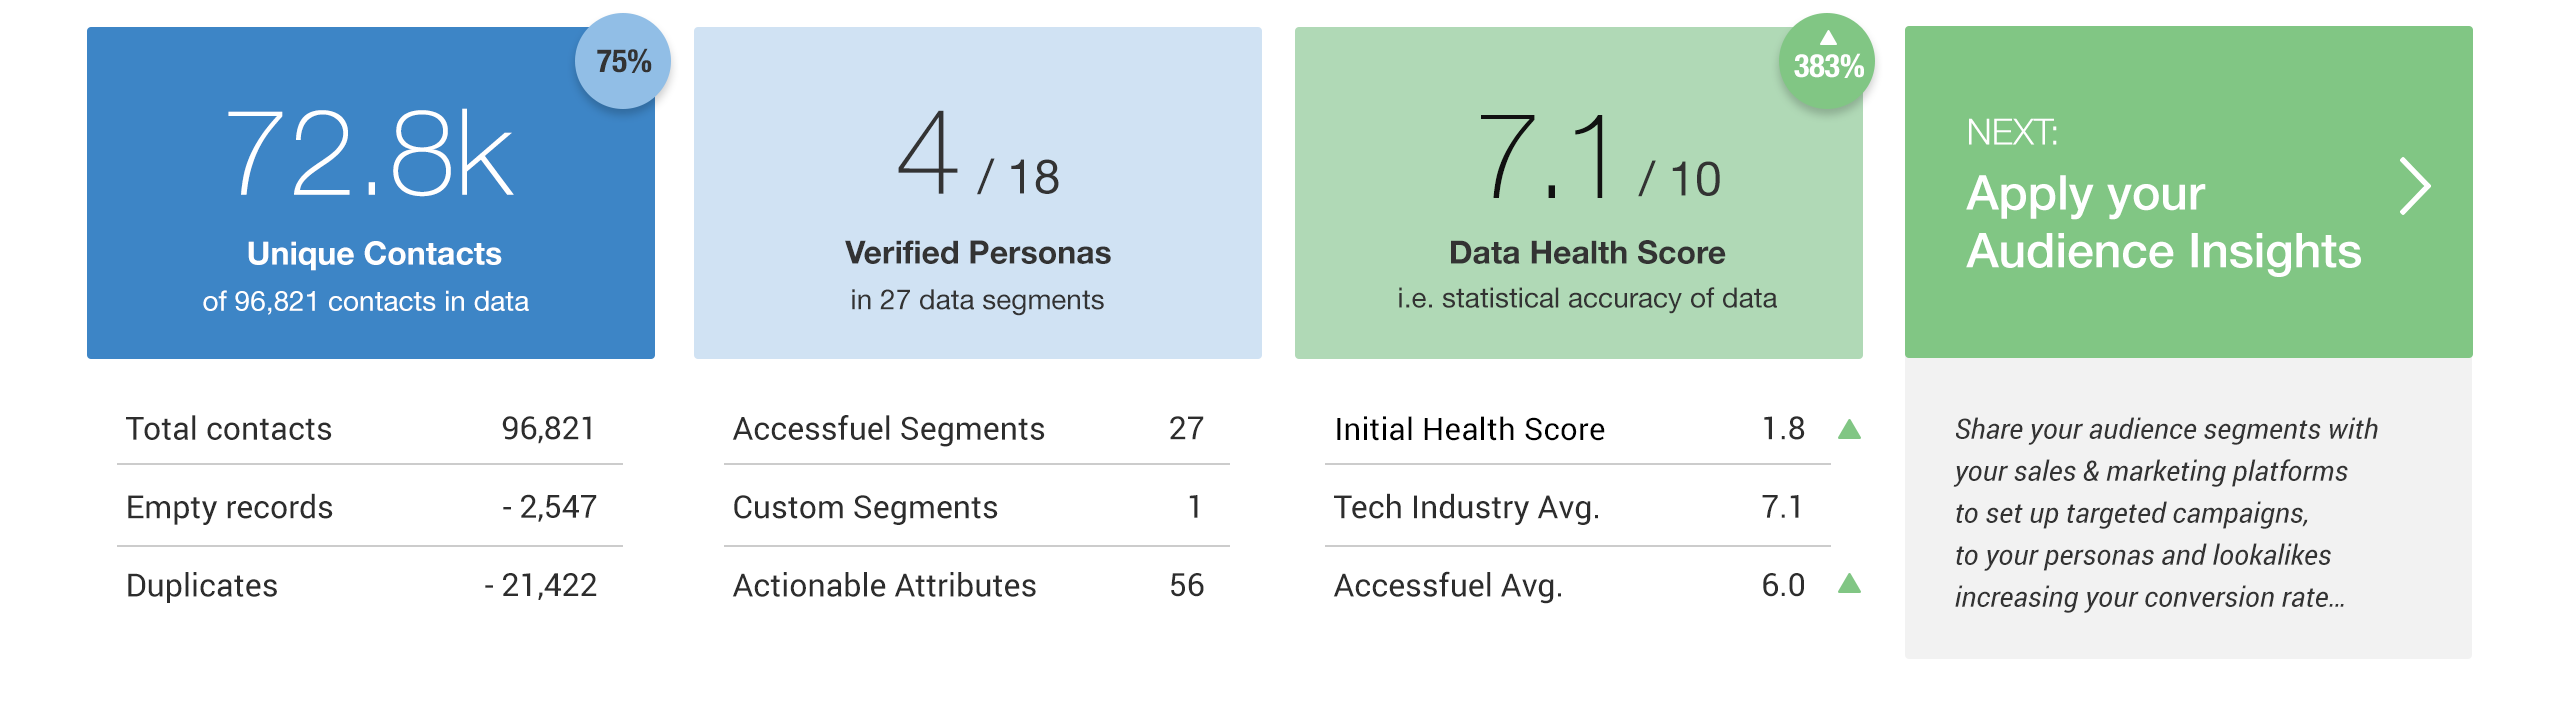 75%
72.8k
Unique Contacts
of 96,821 contacts in data
Total contacts 96,821
Empty records - 2,547
Duplicates - 21,422
4 / 18
Verified Personas
in 27 data segments
Accessfuel Segments 27
Custom Segments 1
Actionable Attributes 56
383%
7.1 / 10
Data Health Score
i.e. statistical accuracy of data
Initial Health Score 1.8
Tech Industry Avg. 7.1
Accessfuel Avg. 6.0
NEXT:
Apply your
Audience Insights
Share your audience segments with
your sales & marketing platforms
to set up targeted campaigns,
to your personas and lookalikes
increasing your conversion rate...